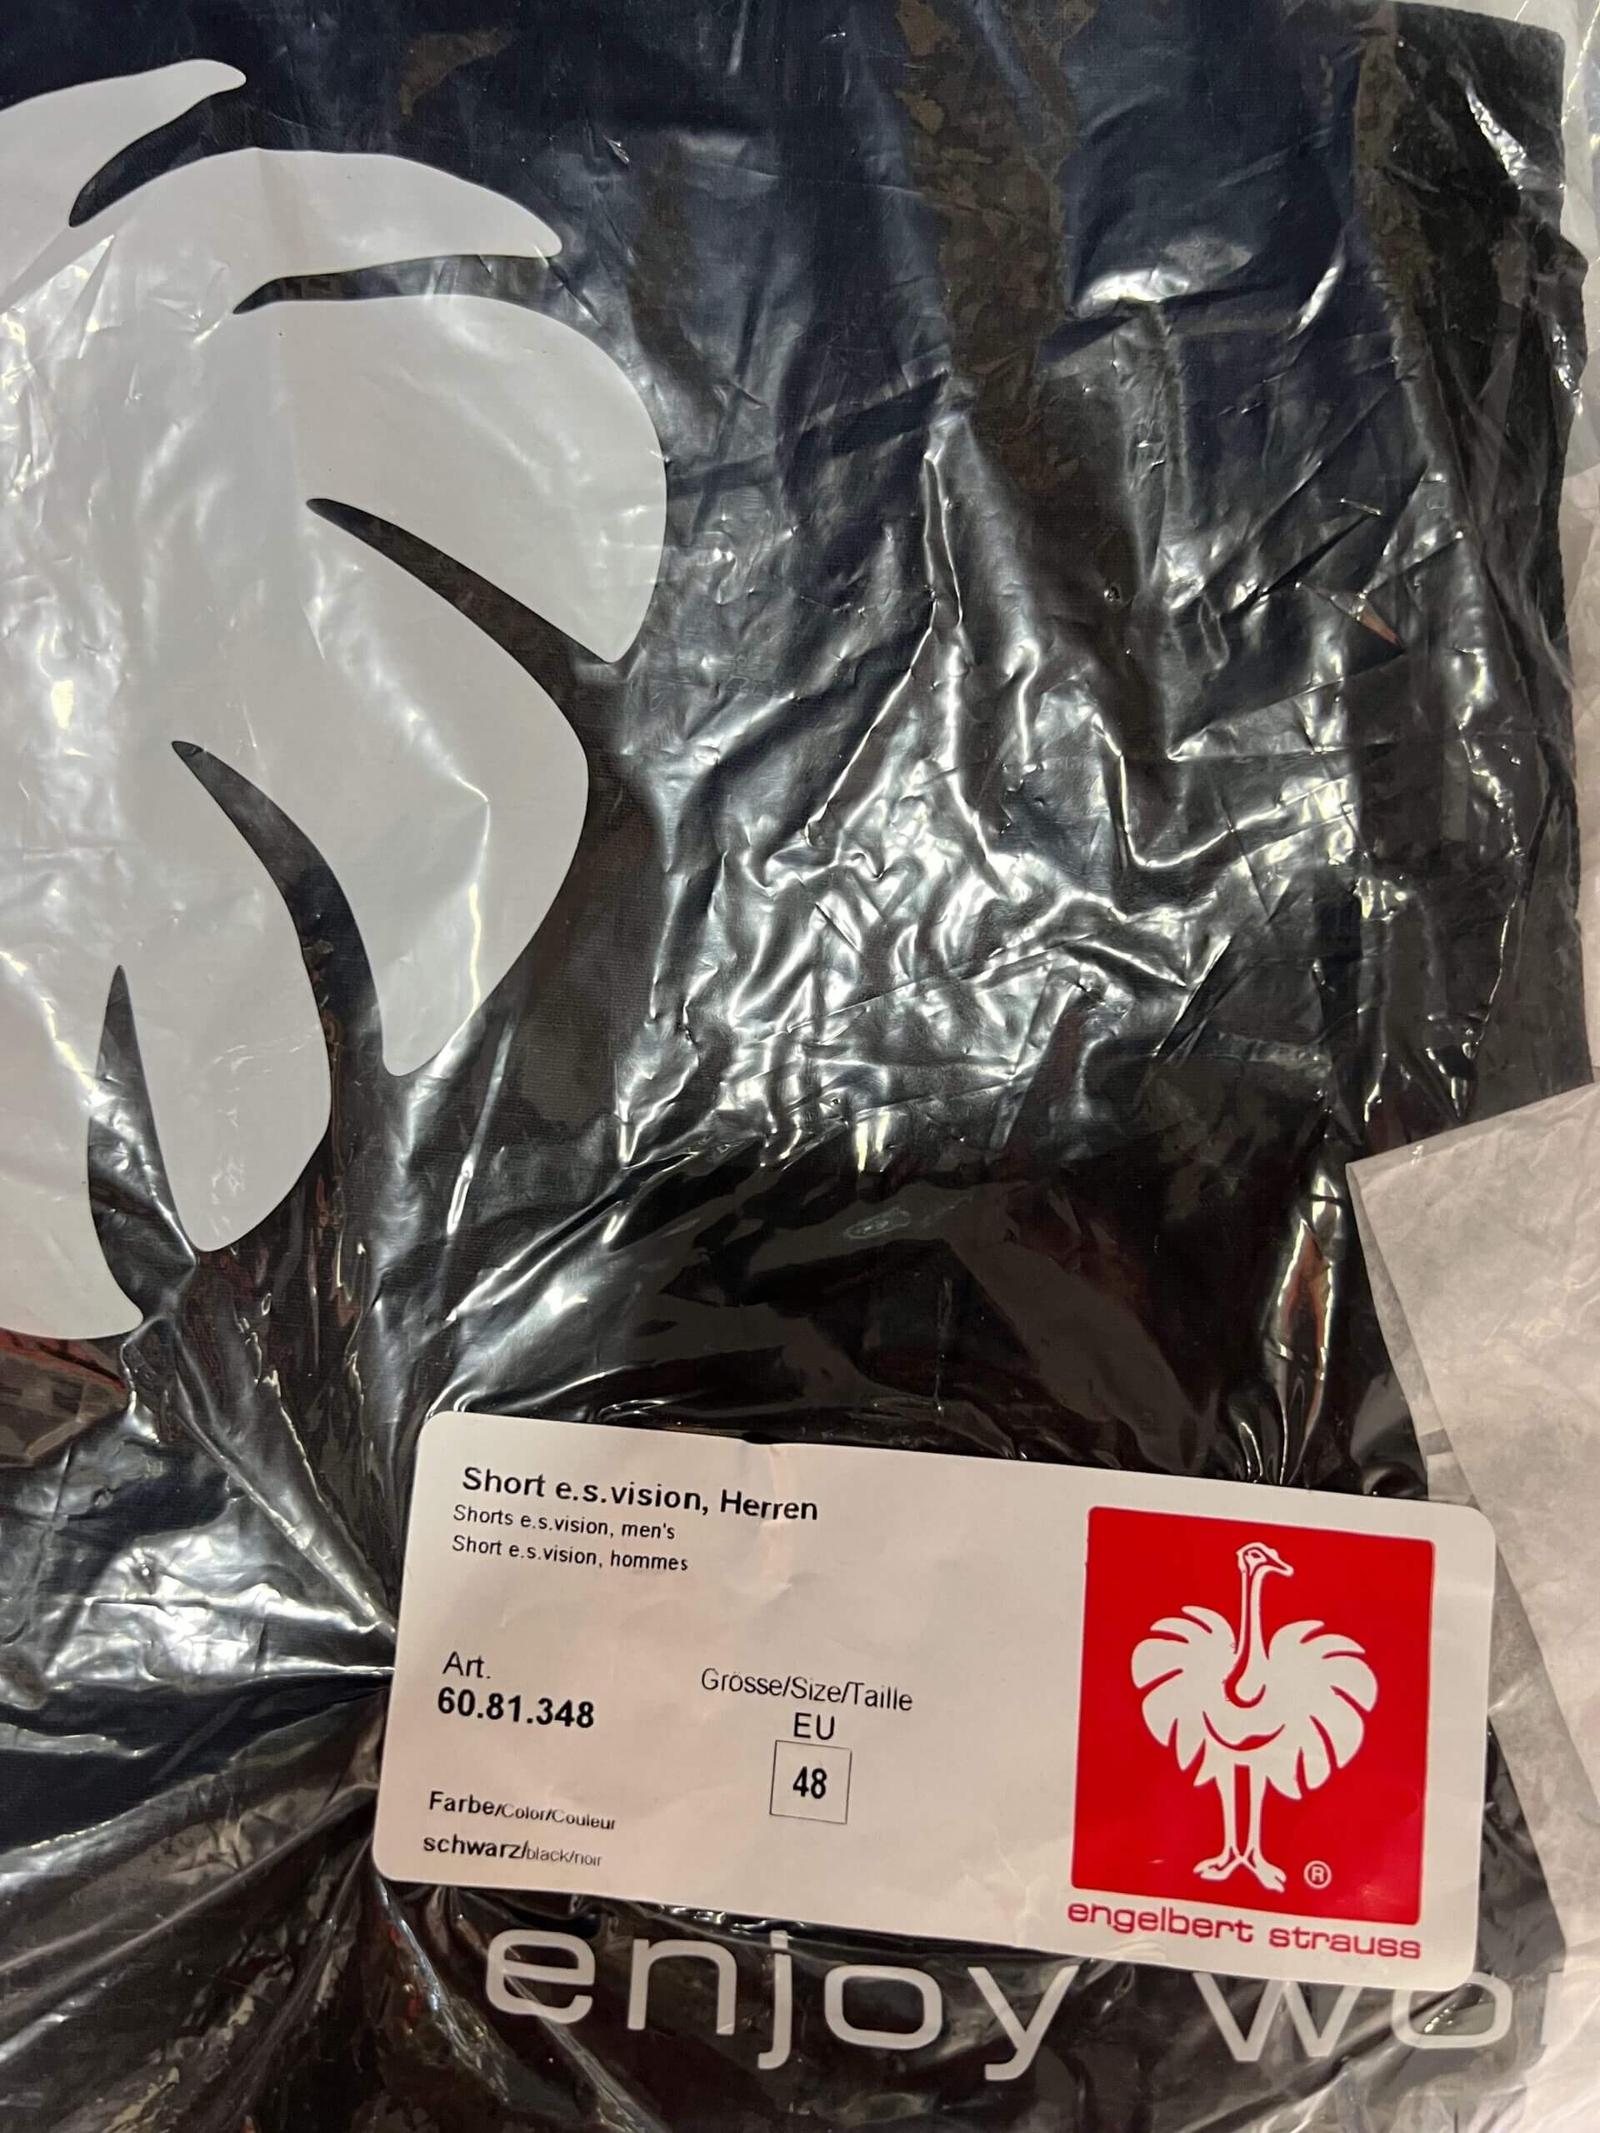 Short e.s.vision, Herren
Shorts e.s.vision, men's
Short e.s.vision, hommes
Art.
60.81.348
Grösse/Size/Taille
EU
48
Farbe/Color/Couleur
schwarz/black/noir
®
engelbert strauss
enjoy wo